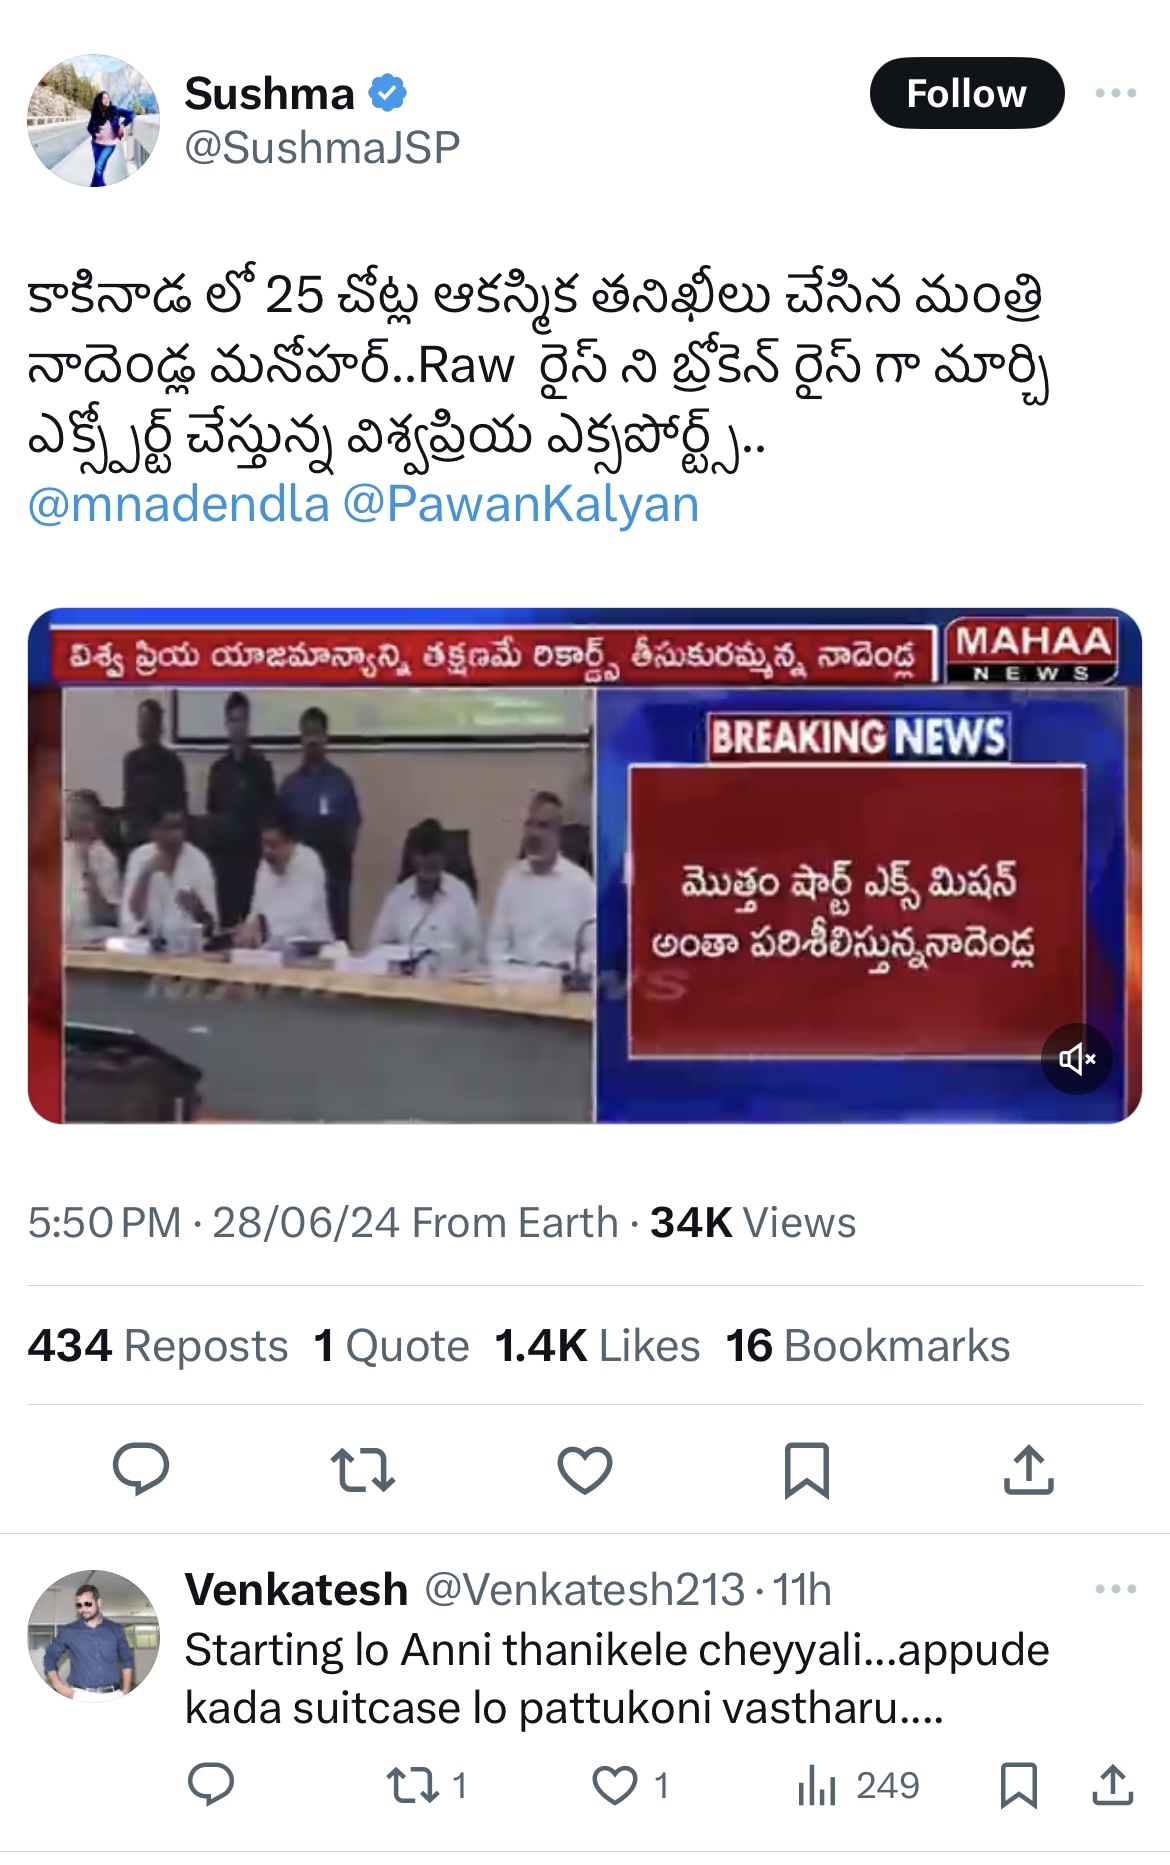 Sushma
Follow
@SushmaJSP
కాకినాడ లో 25 చోట్ల ఆకస్మిక తనిఖీలు చేసిన మంత్రి
నాదెండ్ల మనోహర్..Raw రైస్ ని బ్రోకెన్ రైస్ గా మార్చి
ఎక్స్పోర్ట్ చేస్తున్న విశ్వప్రియ ఎక్సపోర్ట్స్..
@mnadendla @PawanKalyan
విశ్వ ప్రియ యాజమాన్యాన్ని తక్షణమే రికార్డ్స్ తీసుకురమ్మన్న నాదెండ్ల
MAHAA
NEWS
BREAKING NEWS
మొత్తం షార్ట్ ఎక్స్ మిషన్
అంతా పరిశీలిస్తున్ననాదెండ్ల
5:50 PM · 28/06/24 From Earth · 34K Views
434 Reposts 1 Quote 1.4K Likes 16 Bookmarks
Venkatesh @Venkatesh213 · 11h
Starting lo Anni thanikele cheyyali...appude
kada suitcase lo pattukoni vastharu....
1 1 249